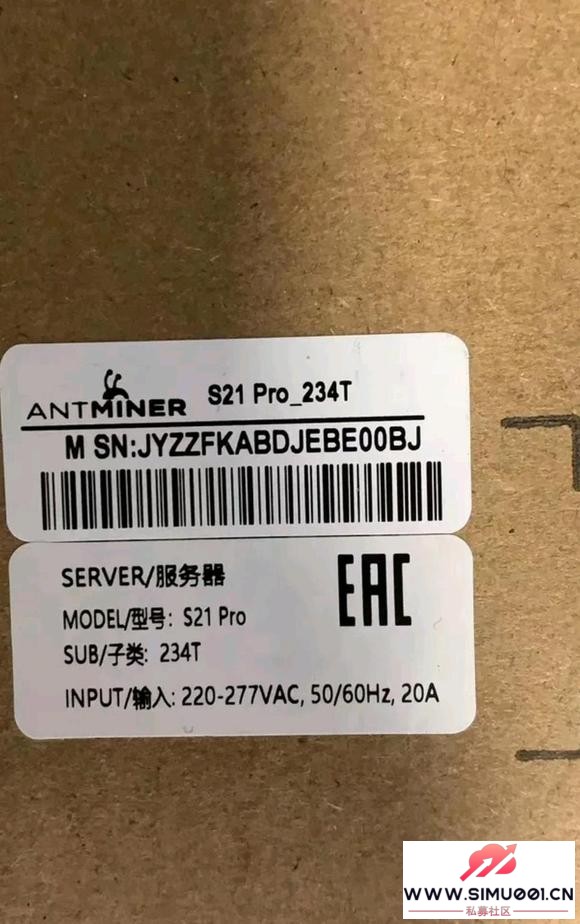 ANTMINER S21 Pro_234T
M SN:JYZZFKABDJEBE00BJ
SERVER/服务器
EAC
MODEL/型号: S21 Pro
SUB/子类: 234T
INPUT/输入: 220-277VAC, 50/60Hz, 20A
WWW.SIMU001.CN
私募社区